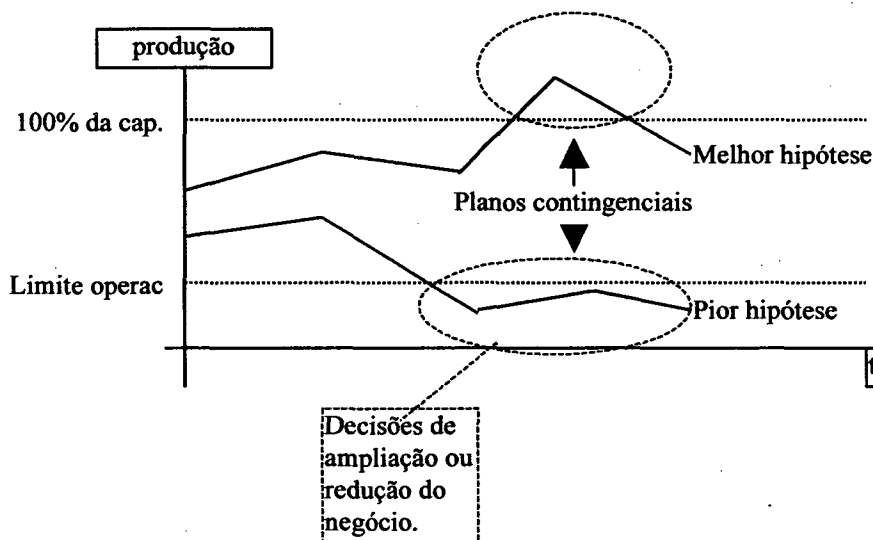 produção
100% da cap.
Melhor hipótese
Planos contingenciais
Limite operac
Pior hipótese
t
Decisões de
ampliação ou
redução do
negócio.